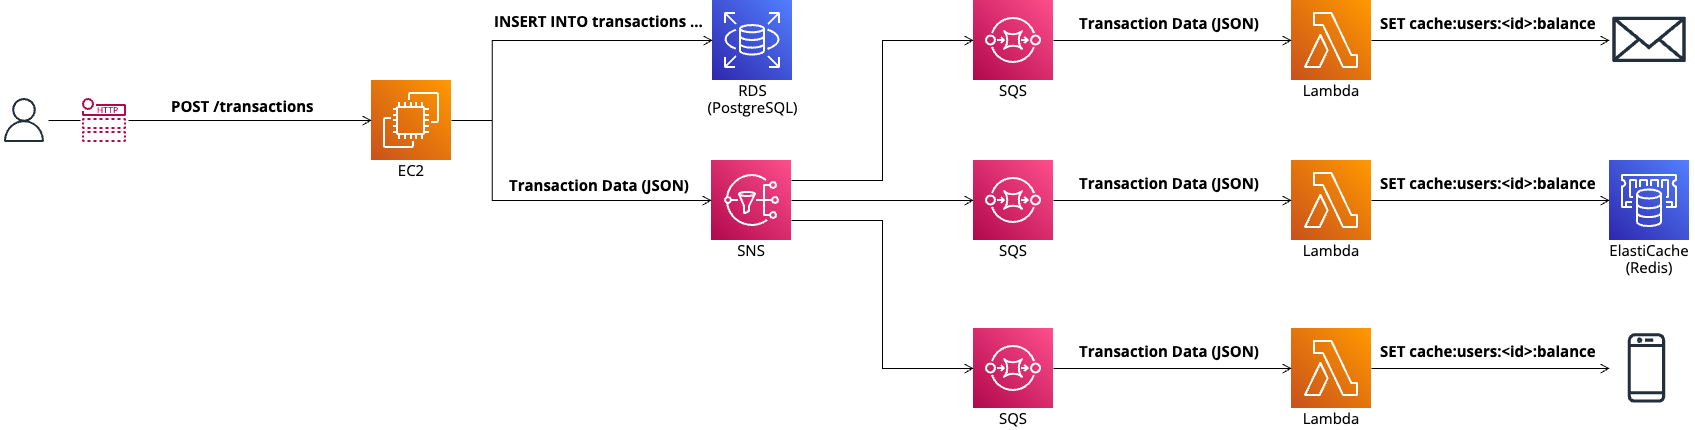 INSERT INTO transactions ...
RDS
(PostgreSQL)
Transaction Data (JSON)
SET cache:users:<id>:balance
SQS
Lambda
HTTP
POST /transactions
EC2
Transaction Data (JSON)
SNS
Transaction Data (JSON)
SET cache:users:<id>:balance
SQS
Lambda
ElastiCache
(Redis)
Transaction Data (JSON)
SET cache:users:<id>:balance
SQS
Lambda